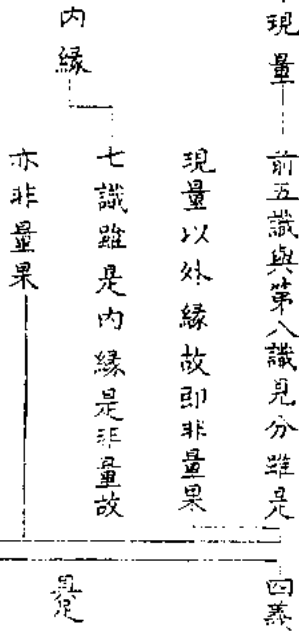 現量
前五識與第八識見分雖是
現量以外緣故即非量果
內緣
七識雖是內緣是非量故
亦非量果
四義
具足